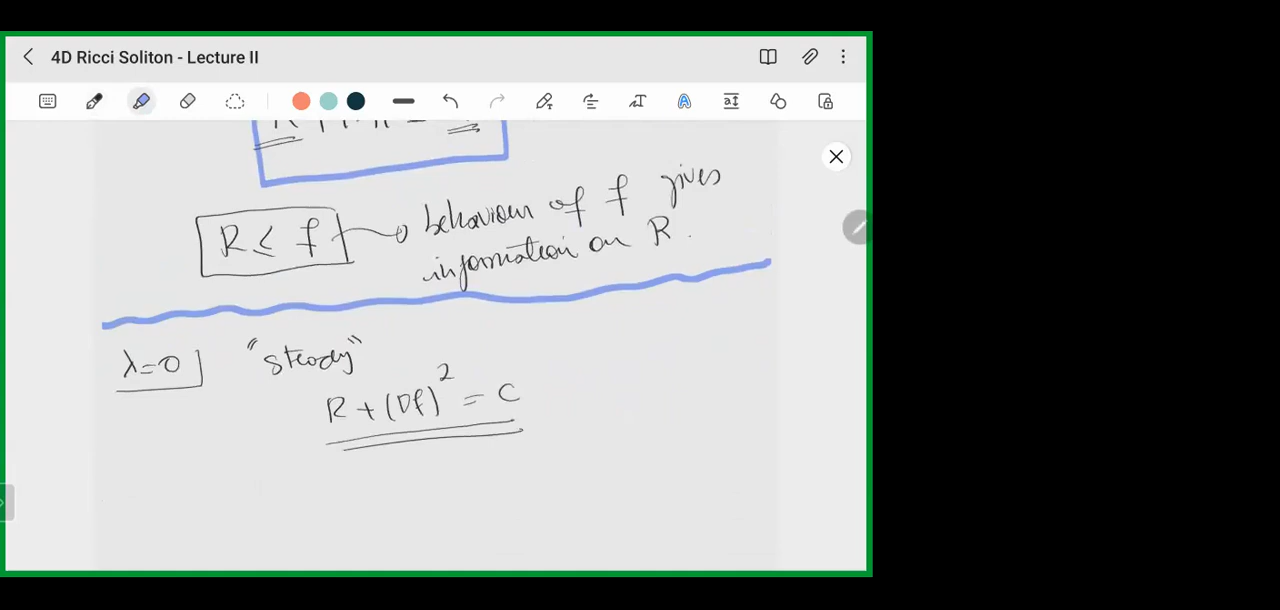 4D Ricci Soliton - Lecture II
R ≤ f behaviour of f gives
information on R.
λ=0 "steady"
R + (Df)² = C